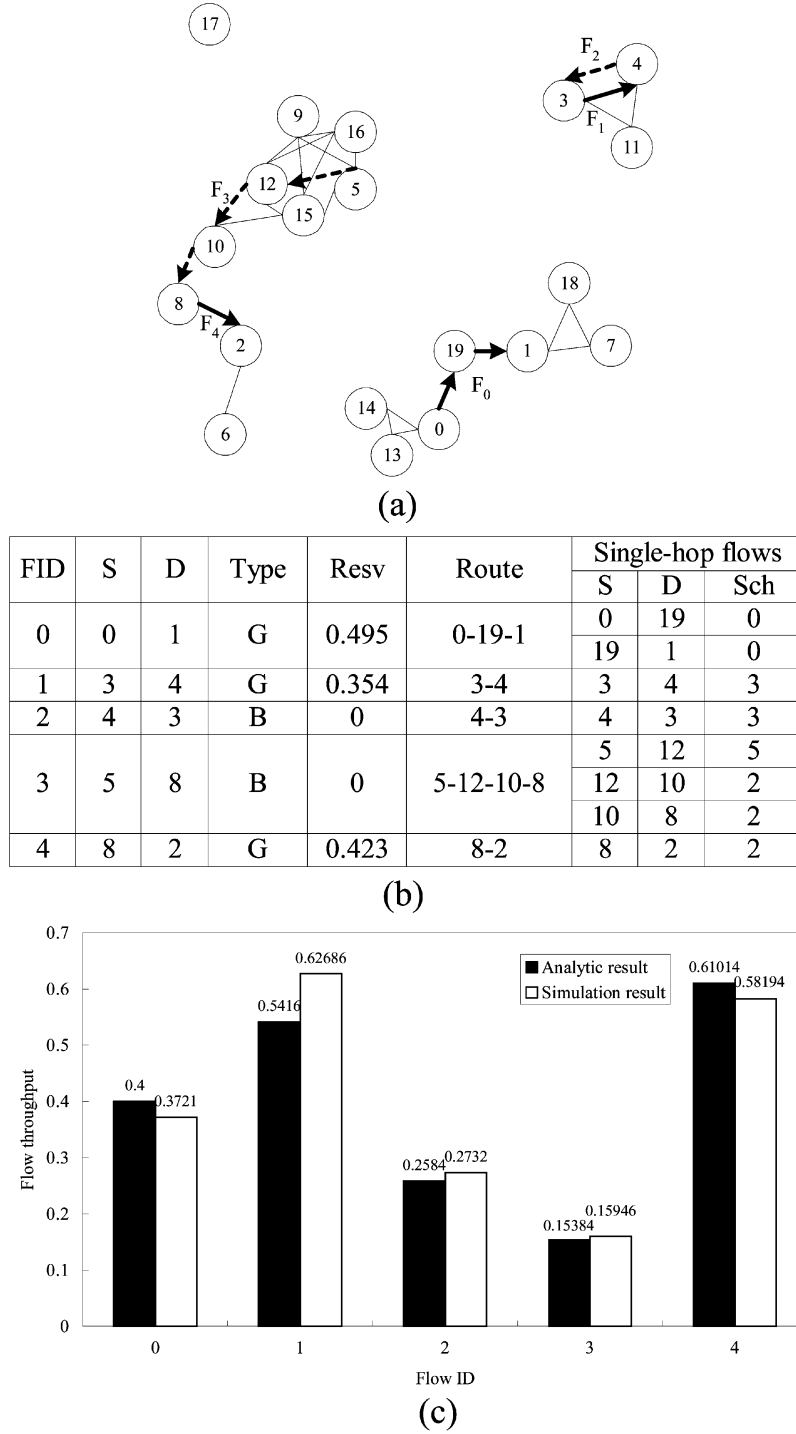 17
F2
4
3
F1
11
9
16
12
5
F3
15
10
8
F4
2
6
18
19
1
7
F0
14
0
13
(a)
FID S D Type Resv Route Single-hop flows
S D Sch
0 0 1 G 0.495 0-19-1 0 19 0
19 1 0
1 3 4 G 0.354 3-4 3 4 3
2 4 3 B 0 4-3 4 3 3
3 5 8 B 0 5-12-10-8 5 12 5
12 10 2
10 8 2
4 8 2 G 0.423 8-2 8 2 2
(b)
0.7
0.6
0.5
0.4
0.3
0.2
0.1
0
Flow throughput
Analytic result
Simulation result
0.4
0.3721
0.5416
0.62686
0.2584
0.2732
0.15384
0.15946
0.61014
0.58194
0 1 2 3 4
Flow ID
(c)